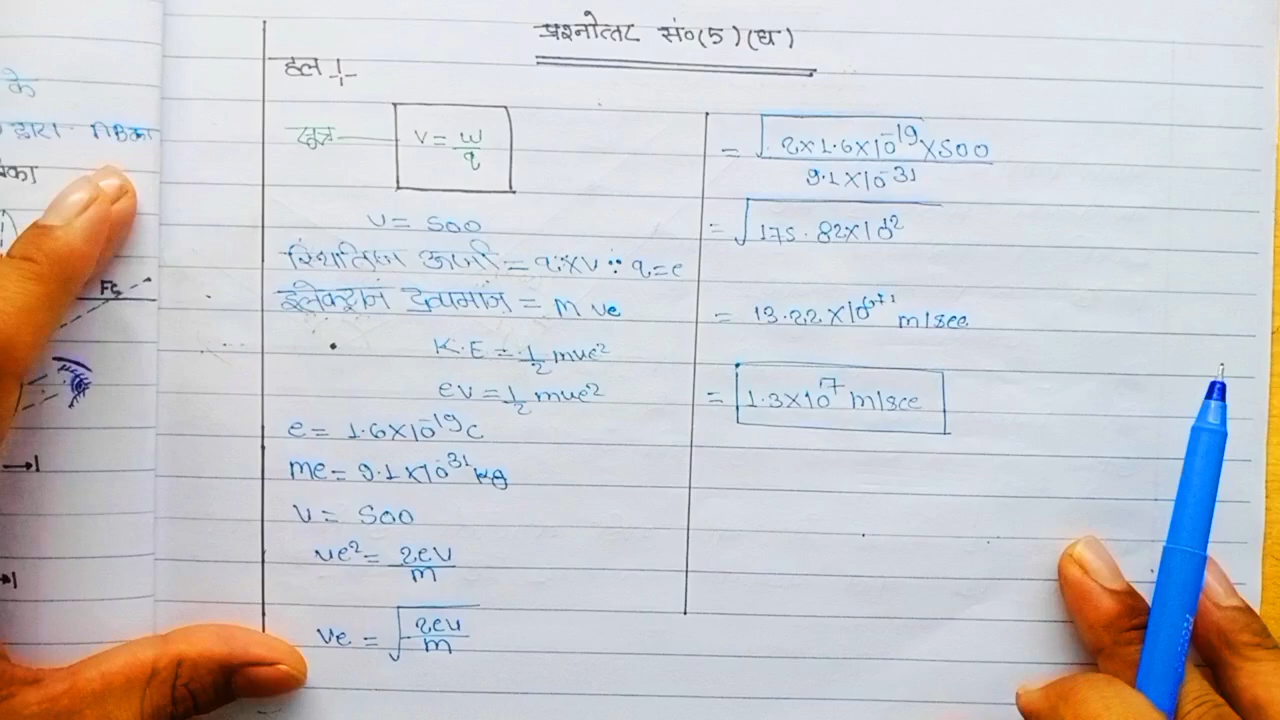 प्रश्नोत्तर सं०(5)(घ)
हल :-
सूत्र V = W/q
V = 500
स्थितिज ऊर्जा = q×V ∵ q=e
इलेक्ट्रान द्रव्यमान = m ve
K.E = 1/2 mve²
eV = 1/2 mve²
e = 1.6×10⁻¹⁹C
me = 9.1×10⁻³¹kg
V = 500
ve² = 2eV/m
ve = √(2eV/m)
= √(2×1.6×10⁻¹⁹×500 / 9.1×10⁻³¹)
= √175.82×10¹²
= 13.22×10⁶⁺¹ m/sec
= 1.3×10⁷ m/sec
के
द्वारा
FE